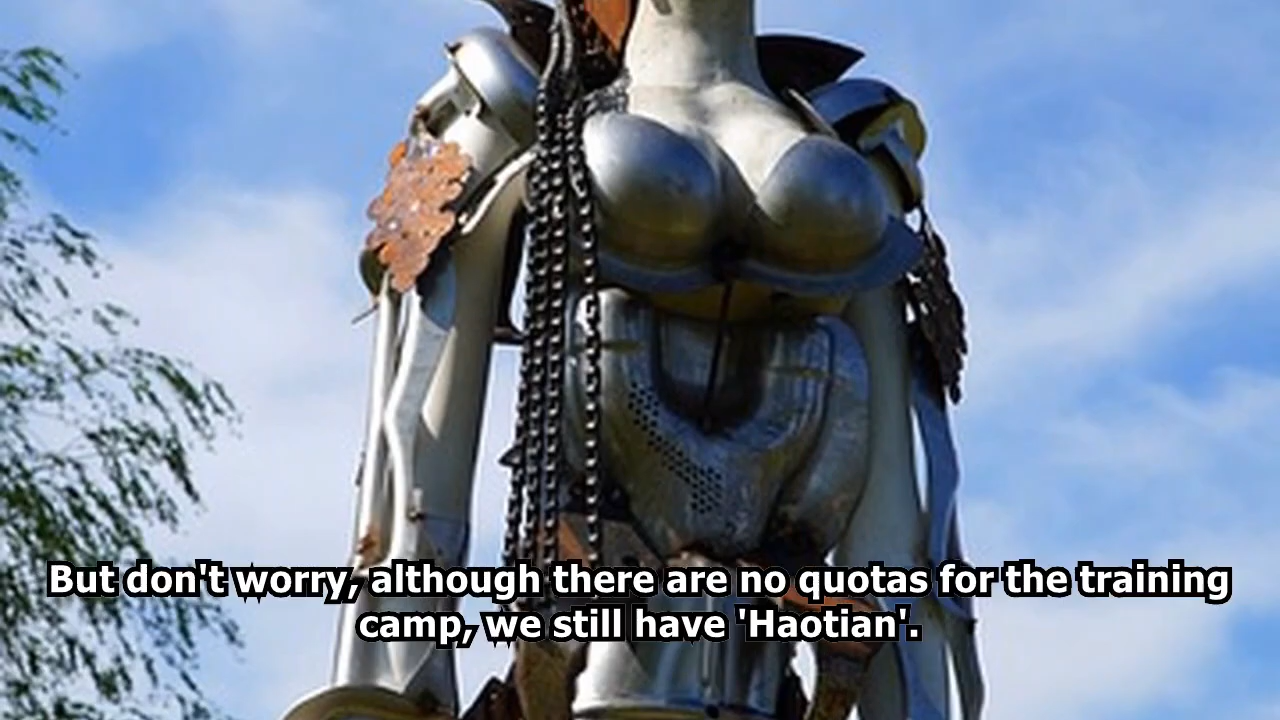 But don't worry, although there are no quotas for the training
camp, we still have 'Haotian'.